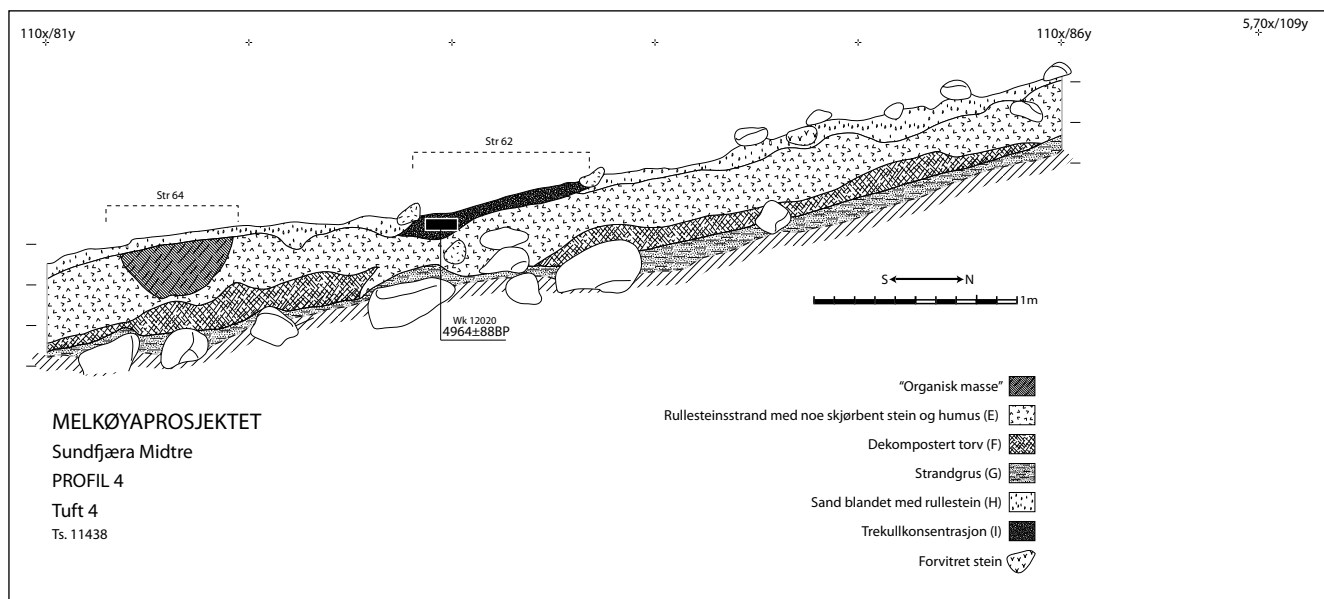 110x/81y
110x/86y
5,70x/109y
Str 62
Str 64
S N
1m
Wk 12020
4964±88BP
MELKØYAPROSJEKTET
Sundfjæra Midtre
PROFIL 4
Tuft 4
Ts. 11438
"Organisk masse"
Rullesteinsstrand med noe skjørbent stein og humus (E)
Dekompostert torv (F)
Strandgrus (G)
Sand blandet med rullestein (H)
Trekullkonsentrasjon (I)
Forvitret stein